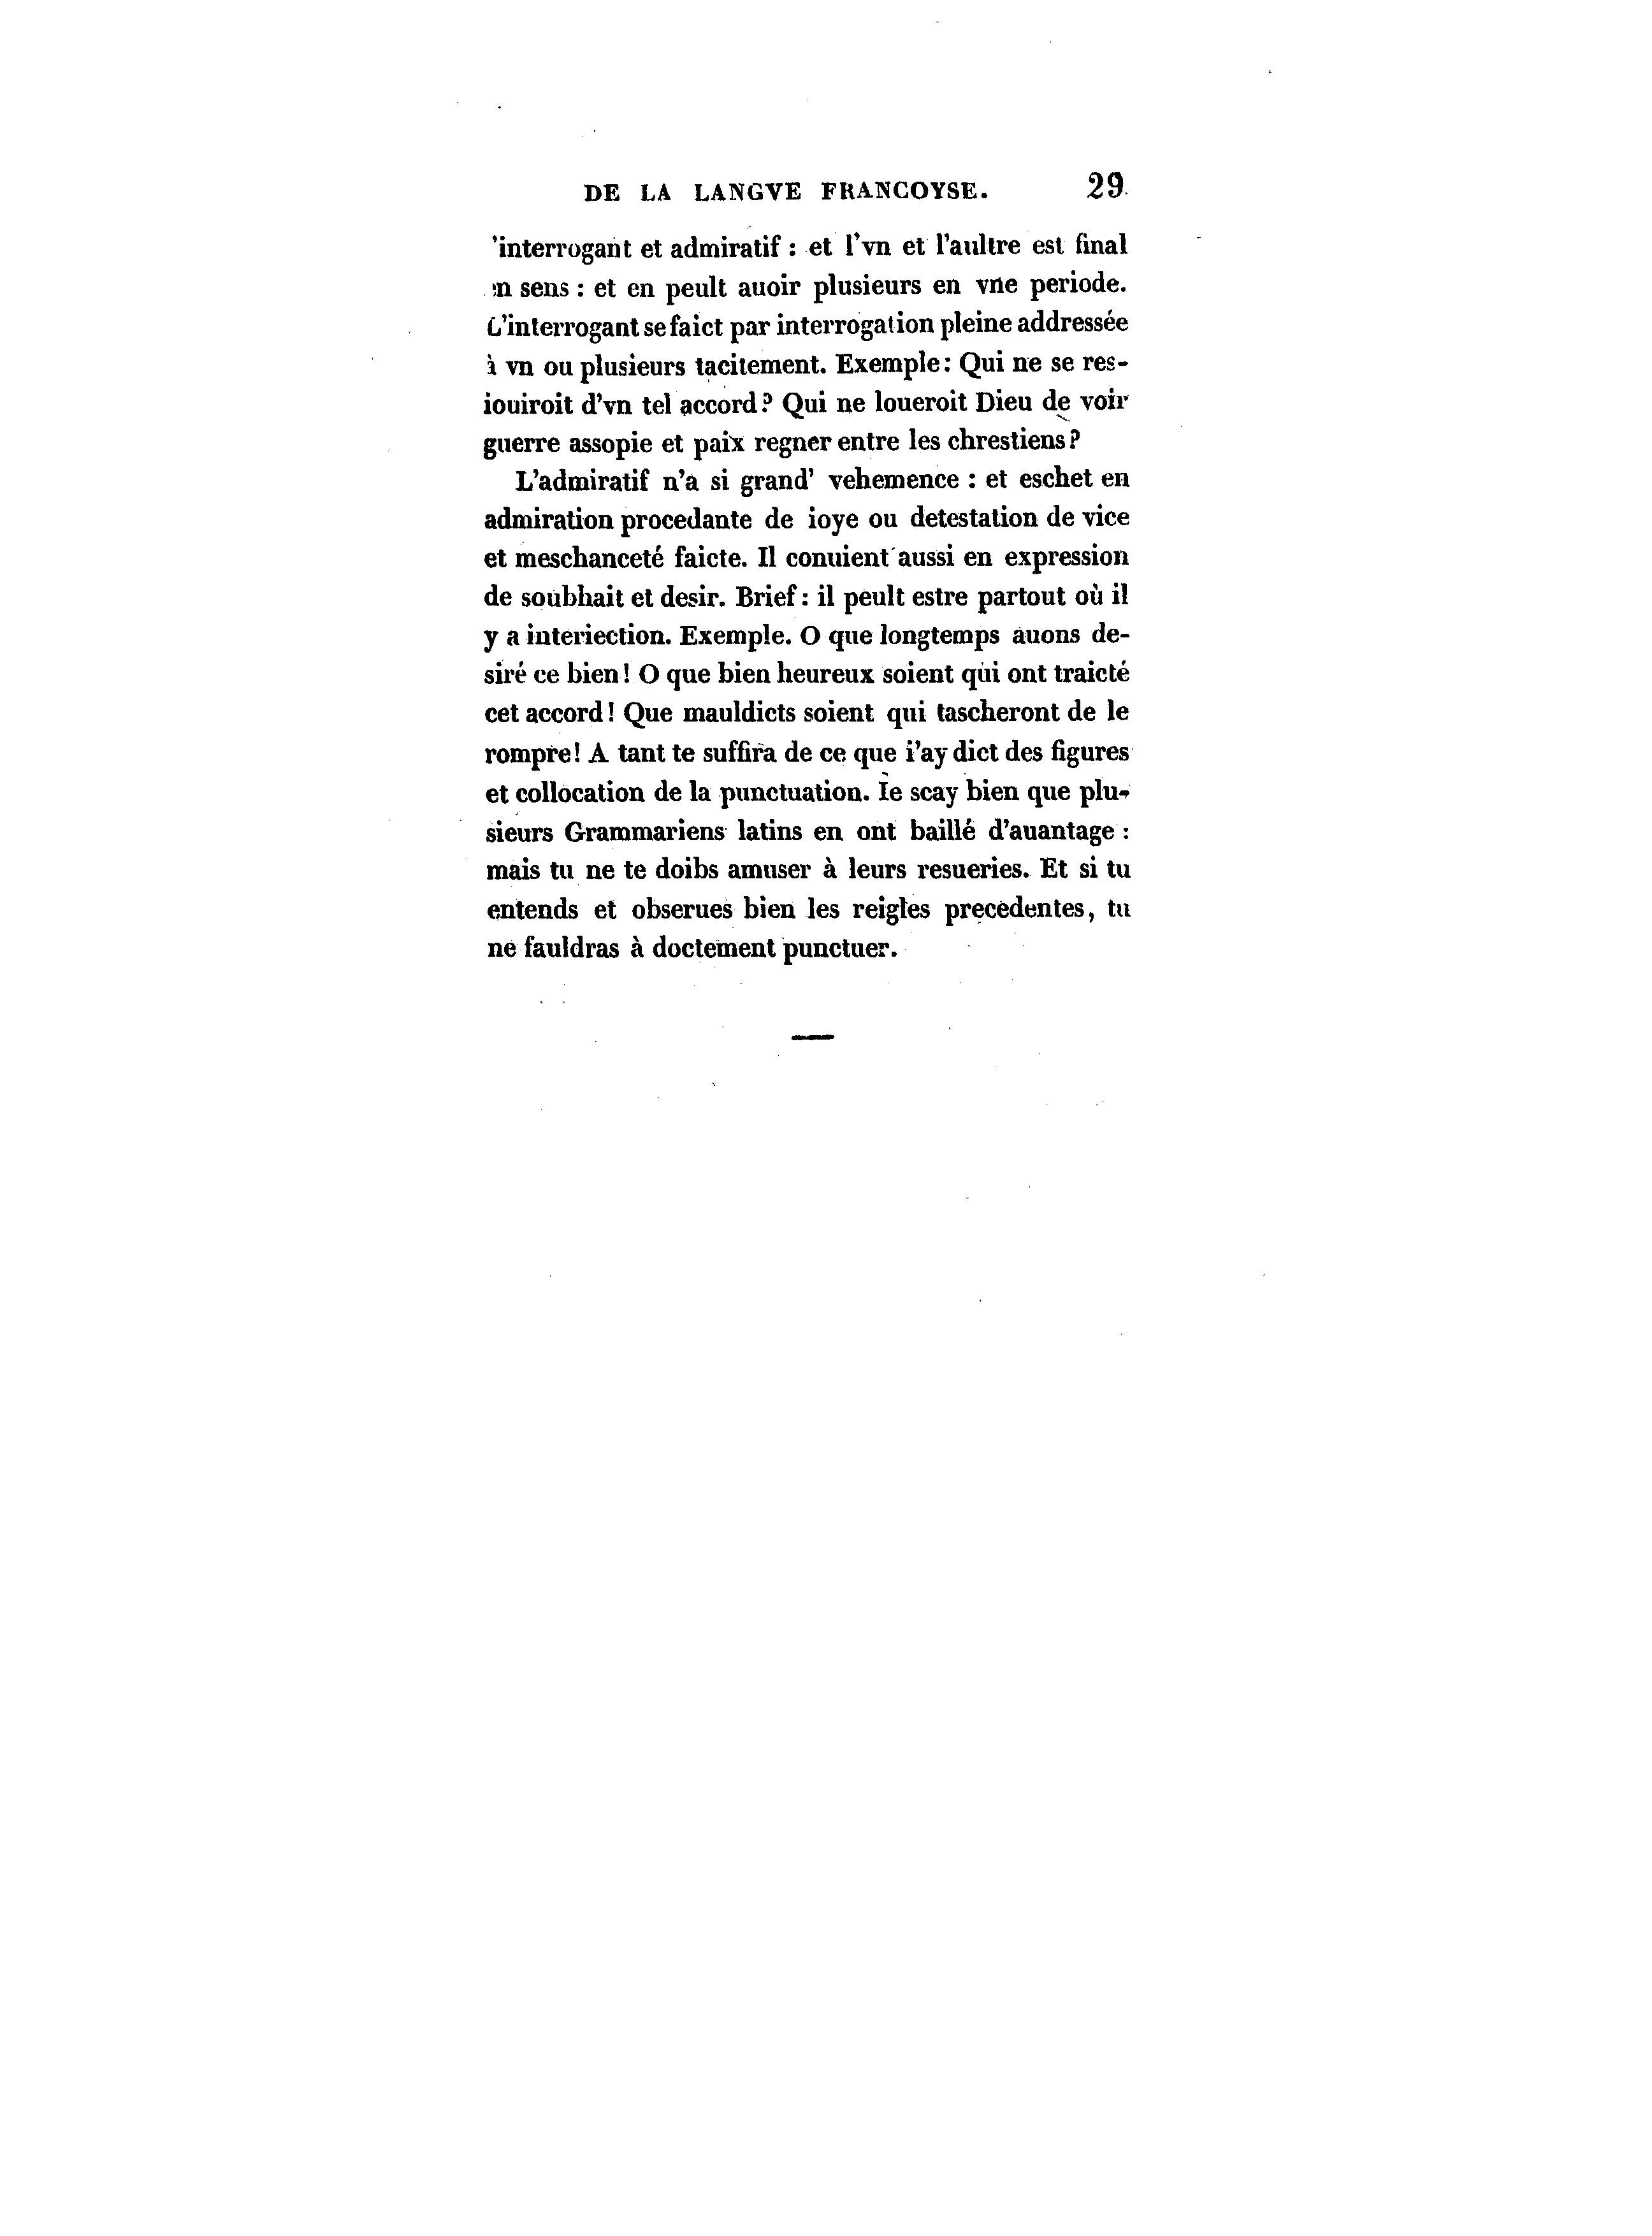 DE LA LANGVE FRANCOYSE. 29
'interrogant et admiratif : et l'vn et l'aultre est final
n sens : et en peult auoir plusieurs en vne periode.
L'interrogant se faict par interrogation pleine addressée
à vn ou plusieurs tacitement. Exemple : Qui ne se res-
iouiroit d'vn tel accord ? Qui ne loueroit Dieu de voir
guerre assopie et paix regner entre les chrestiens ?
L'admiratif n'a si grand' vehemence : et eschet en
admiration procedante de ioye ou detestation de vice
et meschanceté faicte. Il conuient aussi en expression
de soubhait et desir. Brief : il peult estre partout où il
y a interiection. Exemple. O que longtemps auons de-
siré ce bien ! O que bien heureux soient qui ont traicté
cet accord ! Que mauldicts soient qui tascheront de le
rompre ! A tant te suffira de ce que i'ay dict des figures
et collocation de la punctuation. Ie scay bien que plu-
sieurs Grammariens latins en ont baillé d'auantage :
mais tu ne te doibs amuser à leurs resueries. Et si tu
entends et obserues bien les reigles precedentes, tu
ne fauldras à doctement punctuer.